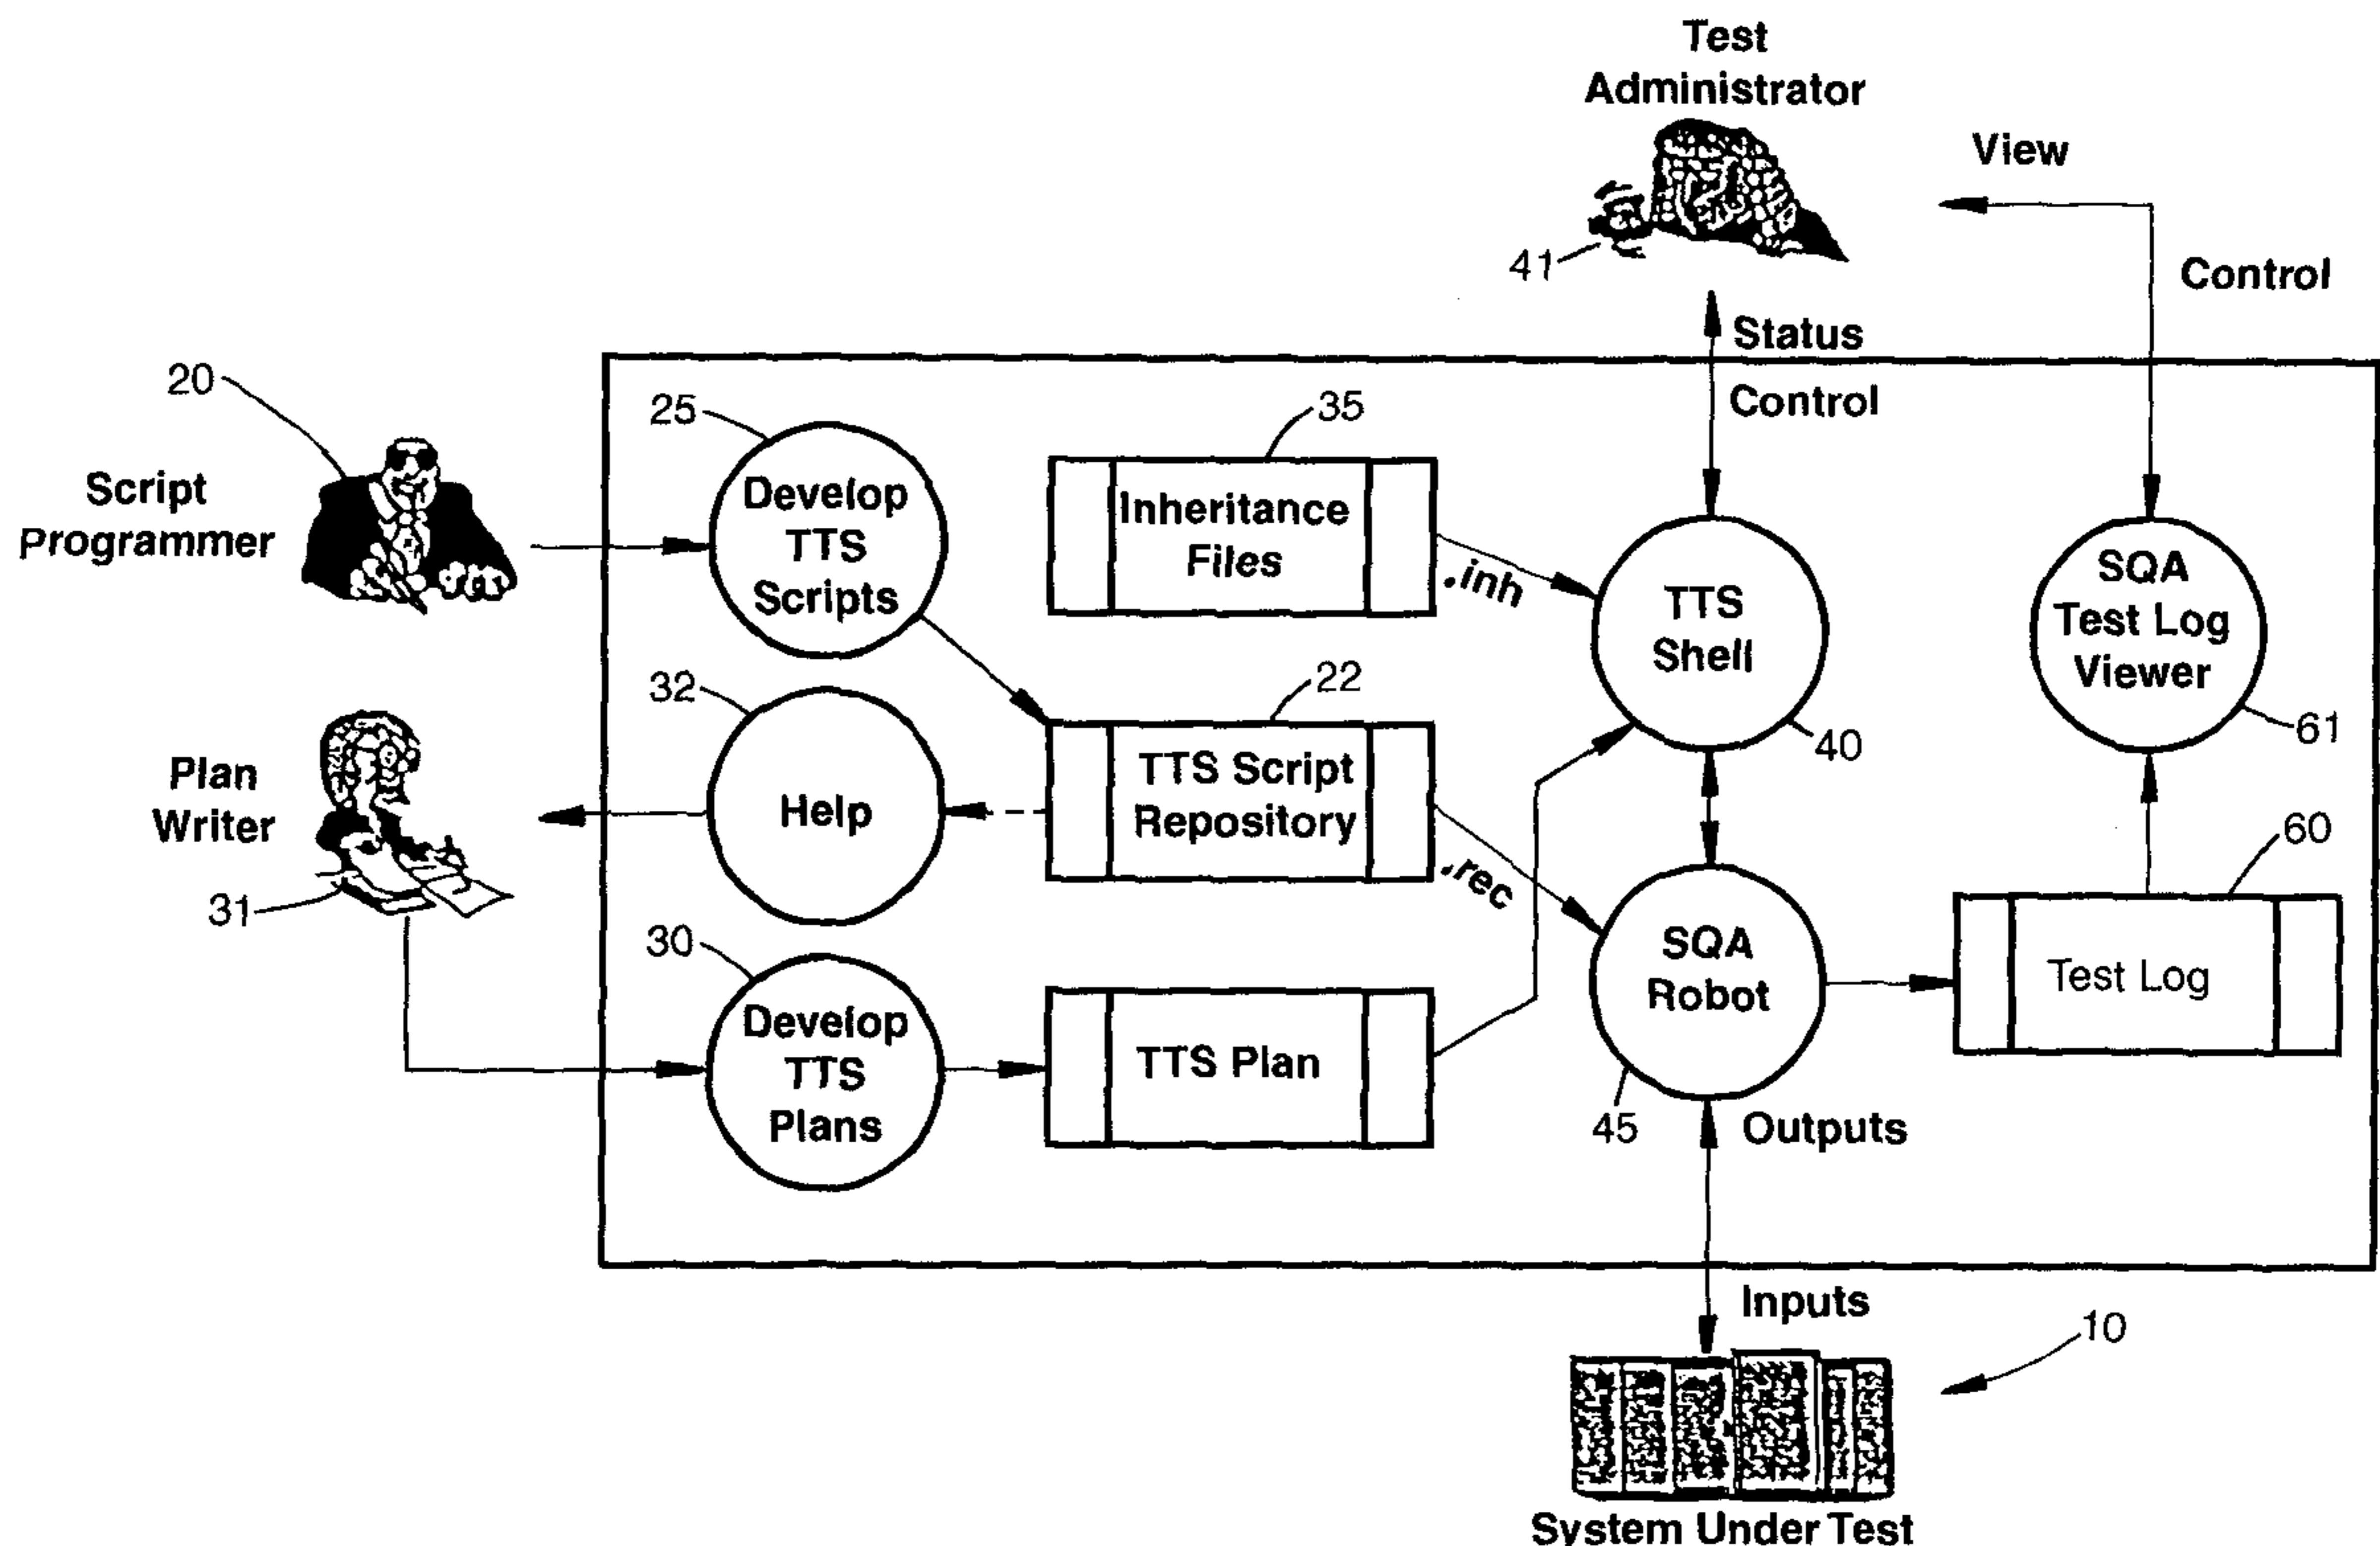 Test
Administrator
View
41
Control
Status
Control
20
Script
Programmer
25
Develop
TTS
Scripts
35
Inheritance
Files
.inh
TTS
Shell
40
SQA
Test Log
Viewer
61
32
Help
22
TTS Script
Repository
.rec
Plan
Writer
31
30
Develop
TTS
Plans
TTS Plan
SQA
Robot
45
60
Test Log
Outputs
Inputs
10
System Under Test